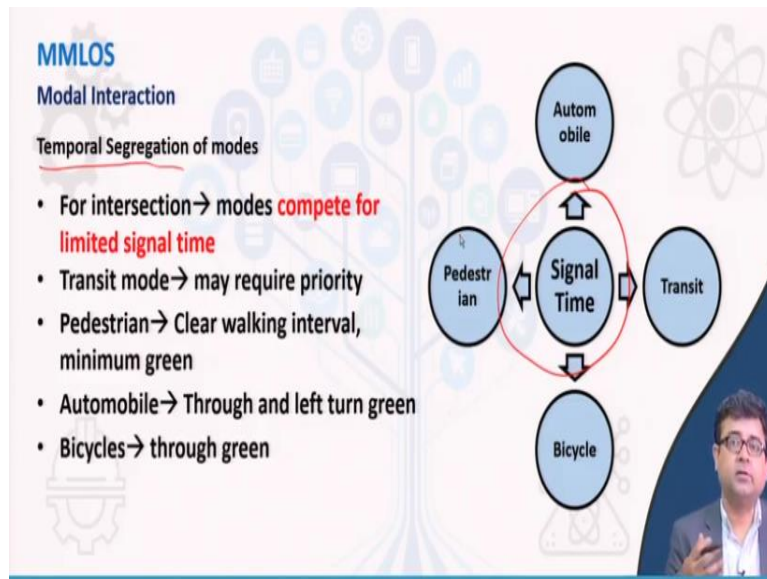 MMLOS
Modal Interaction
Temporal Segregation of modes
• For intersection→ modes compete for
limited signal time
• Transit mode→ may require priority
• Pedestrian→ Clear walking interval,
minimum green
• Automobile→ Through and left turn green
• Bicycles→ through green
Autom
obile
Pedestr
ian
Signal
Time
Transit
Bicycle